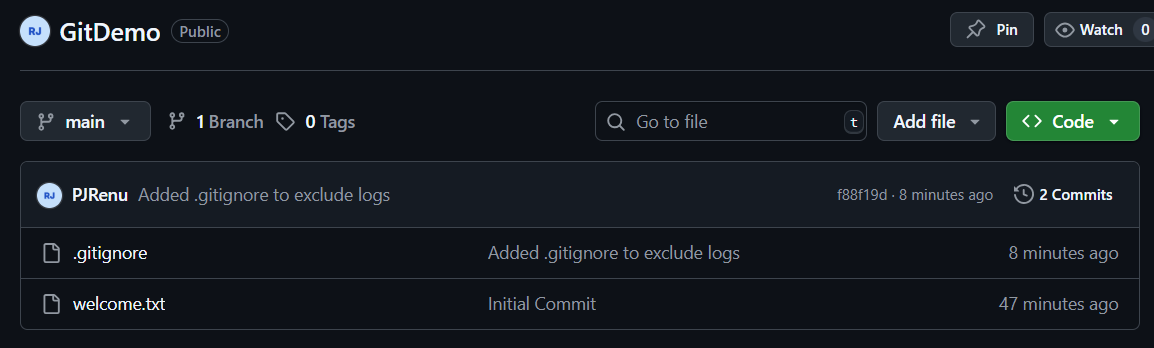 RJ GitDemo Public Pin Watch 0
main 1 Branch 0 Tags Go to file t Add file Code
RJ PJRenu Added .gitignore to exclude logs f88f19d · 8 minutes ago 2 Commits
.gitignore Added .gitignore to exclude logs 8 minutes ago
welcome.txt Initial Commit 47 minutes ago